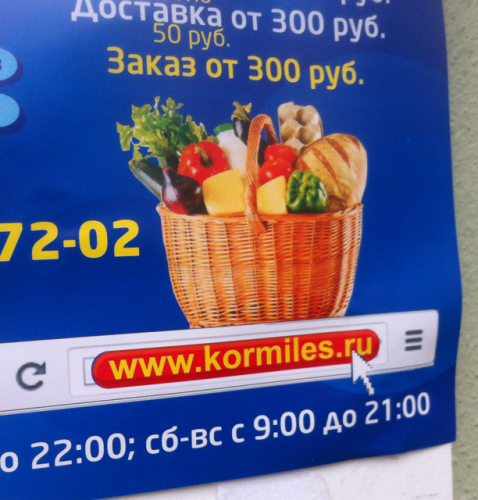 руб.
Доставка от 300 руб.
50 руб.
Заказ от 300 руб.
72-02
www.kormiles.ru
о 22:00; сб-вс с 9:00 до 21:00